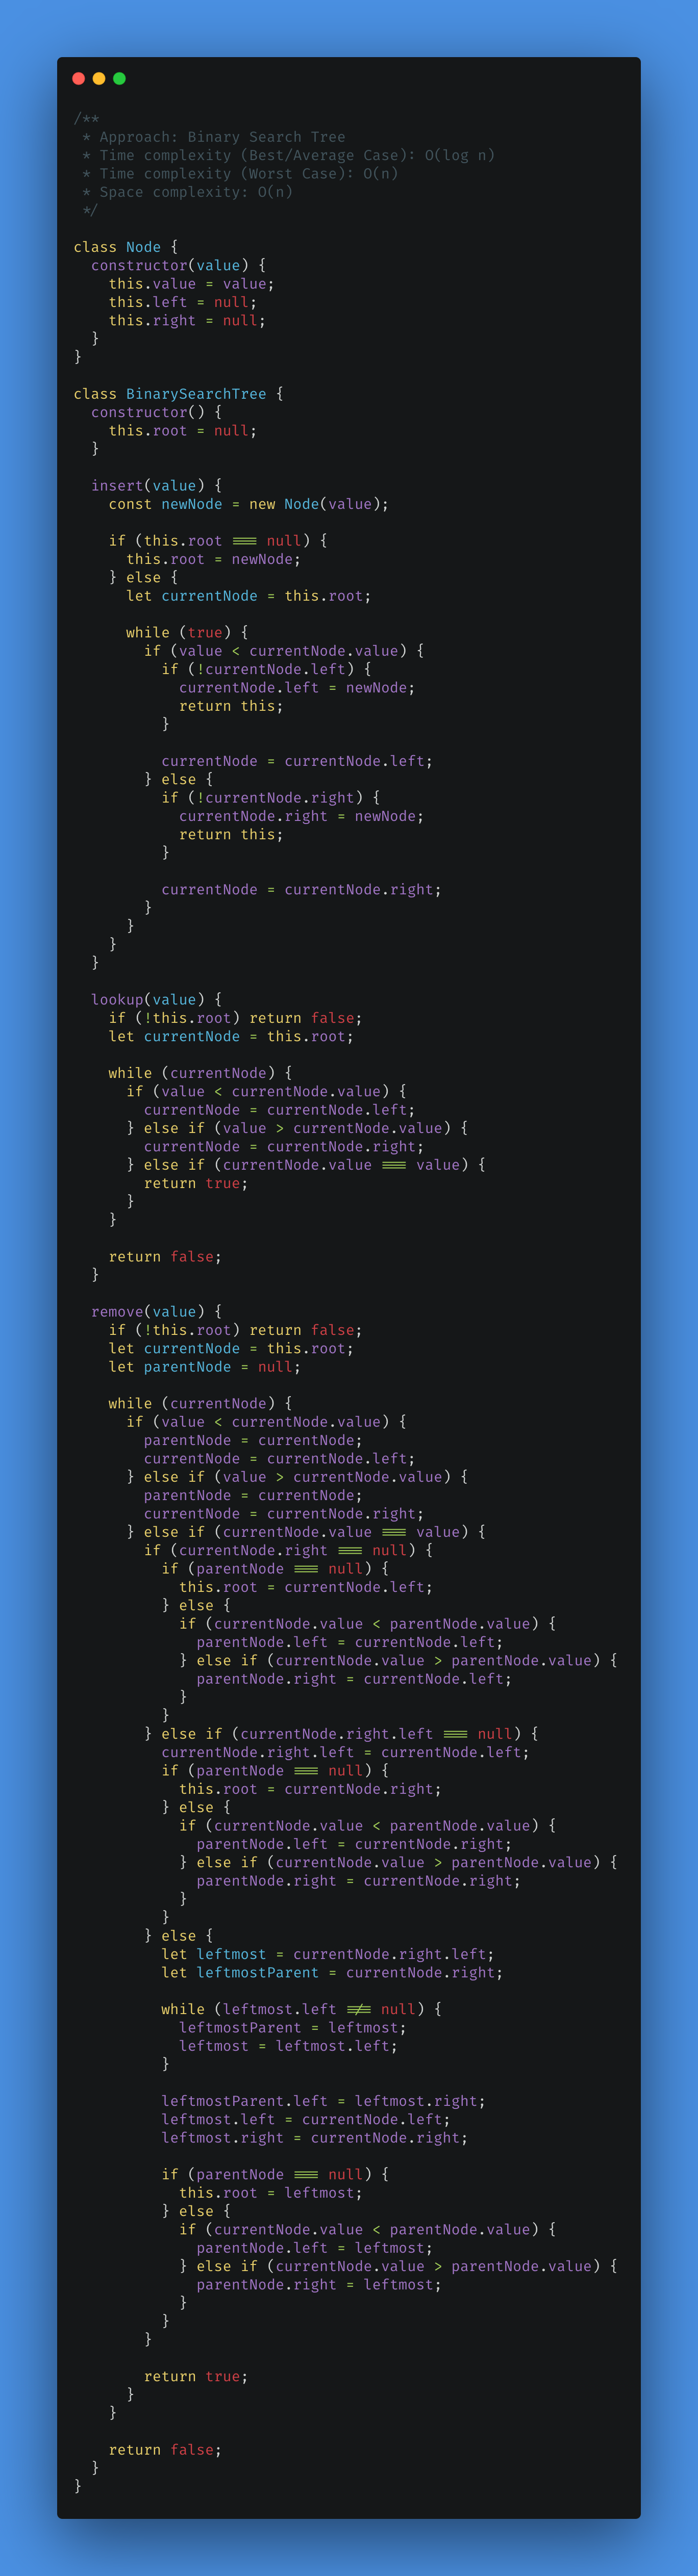 /**
 * Approach: Binary Search Tree
 * Time complexity (Best/Average Case): O(log n)
 * Time complexity (Worst Case): O(n)
 * Space complexity: O(n)
 */

class Node {
  constructor(value) {
    this.value = value;
    this.left = null;
    this.right = null;
  }
}

class BinarySearchTree {
  constructor() {
    this.root = null;
  }

  insert(value) {
    const newNode = new Node(value);

    if (this.root === null) {
      this.root = newNode;
    } else {
      let currentNode = this.root;

      while (true) {
        if (value < currentNode.value) {
          if (!currentNode.left) {
            currentNode.left = newNode;
            return this;
          }

          currentNode = currentNode.left;
        } else {
          if (!currentNode.right) {
            currentNode.right = newNode;
            return this;
          }

          currentNode = currentNode.right;
        }
      }
    }
  }

  lookup(value) {
    if (!this.root) return false;
    let currentNode = this.root;

    while (currentNode) {
      if (value < currentNode.value) {
        currentNode = currentNode.left;
      } else if (value > currentNode.value) {
        currentNode = currentNode.right;
      } else if (currentNode.value === value) {
        return true;
      }
    }

    return false;
  }

  remove(value) {
    if (!this.root) return false;
    let currentNode = this.root;
    let parentNode = null;

    while (currentNode) {
      if (value < currentNode.value) {
        parentNode = currentNode;
        currentNode = currentNode.left;
      } else if (value > currentNode.value) {
        parentNode = currentNode;
        currentNode = currentNode.right;
      } else if (currentNode.value === value) {
        if (currentNode.right === null) {
          if (parentNode === null) {
            this.root = currentNode.left;
          } else {
            if (currentNode.value < parentNode.value) {
              parentNode.left = currentNode.left;
            } else if (currentNode.value > parentNode.value) {
              parentNode.right = currentNode.left;
            }
          }
        } else if (currentNode.right.left === null) {
          currentNode.right.left = currentNode.left;
          if (parentNode === null) {
            this.root = currentNode.right;
          } else {
            if (currentNode.value < parentNode.value) {
              parentNode.left = currentNode.right;
            } else if (currentNode.value > parentNode.value) {
              parentNode.right = currentNode.right;
            }
          }
        } else {
          let leftmost = currentNode.right.left;
          let leftmostParent = currentNode.right;

          while (leftmost.left !== null) {
            leftmostParent = leftmost;
            leftmost = leftmost.left;
          }

          leftmostParent.left = leftmost.right;
          leftmost.left = currentNode.left;
          leftmost.right = currentNode.right;

          if (parentNode === null) {
            this.root = leftmost;
          } else {
            if (currentNode.value < parentNode.value) {
              parentNode.left = leftmost;
            } else if (currentNode.value > parentNode.value) {
              parentNode.right = leftmost;
            }
          }
        }

        return true;
      }
    }

    return false;
  }
}